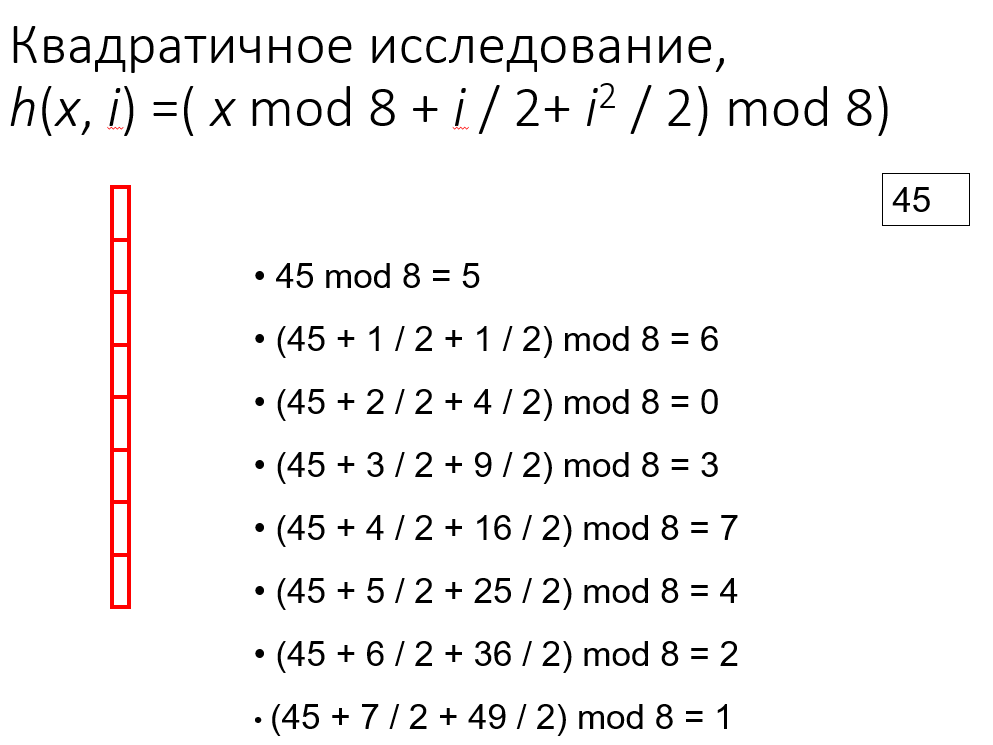 Квадратичное исследование,
h(x, i) =( x mod 8 + i / 2+ i² / 2) mod 8)
45
• 45 mod 8 = 5
• (45 + 1 / 2 + 1 / 2) mod 8 = 6
• (45 + 2 / 2 + 4 / 2) mod 8 = 0
• (45 + 3 / 2 + 9 / 2) mod 8 = 3
• (45 + 4 / 2 + 16 / 2) mod 8 = 7
• (45 + 5 / 2 + 25 / 2) mod 8 = 4
• (45 + 6 / 2 + 36 / 2) mod 8 = 2
• (45 + 7 / 2 + 49 / 2) mod 8 = 1